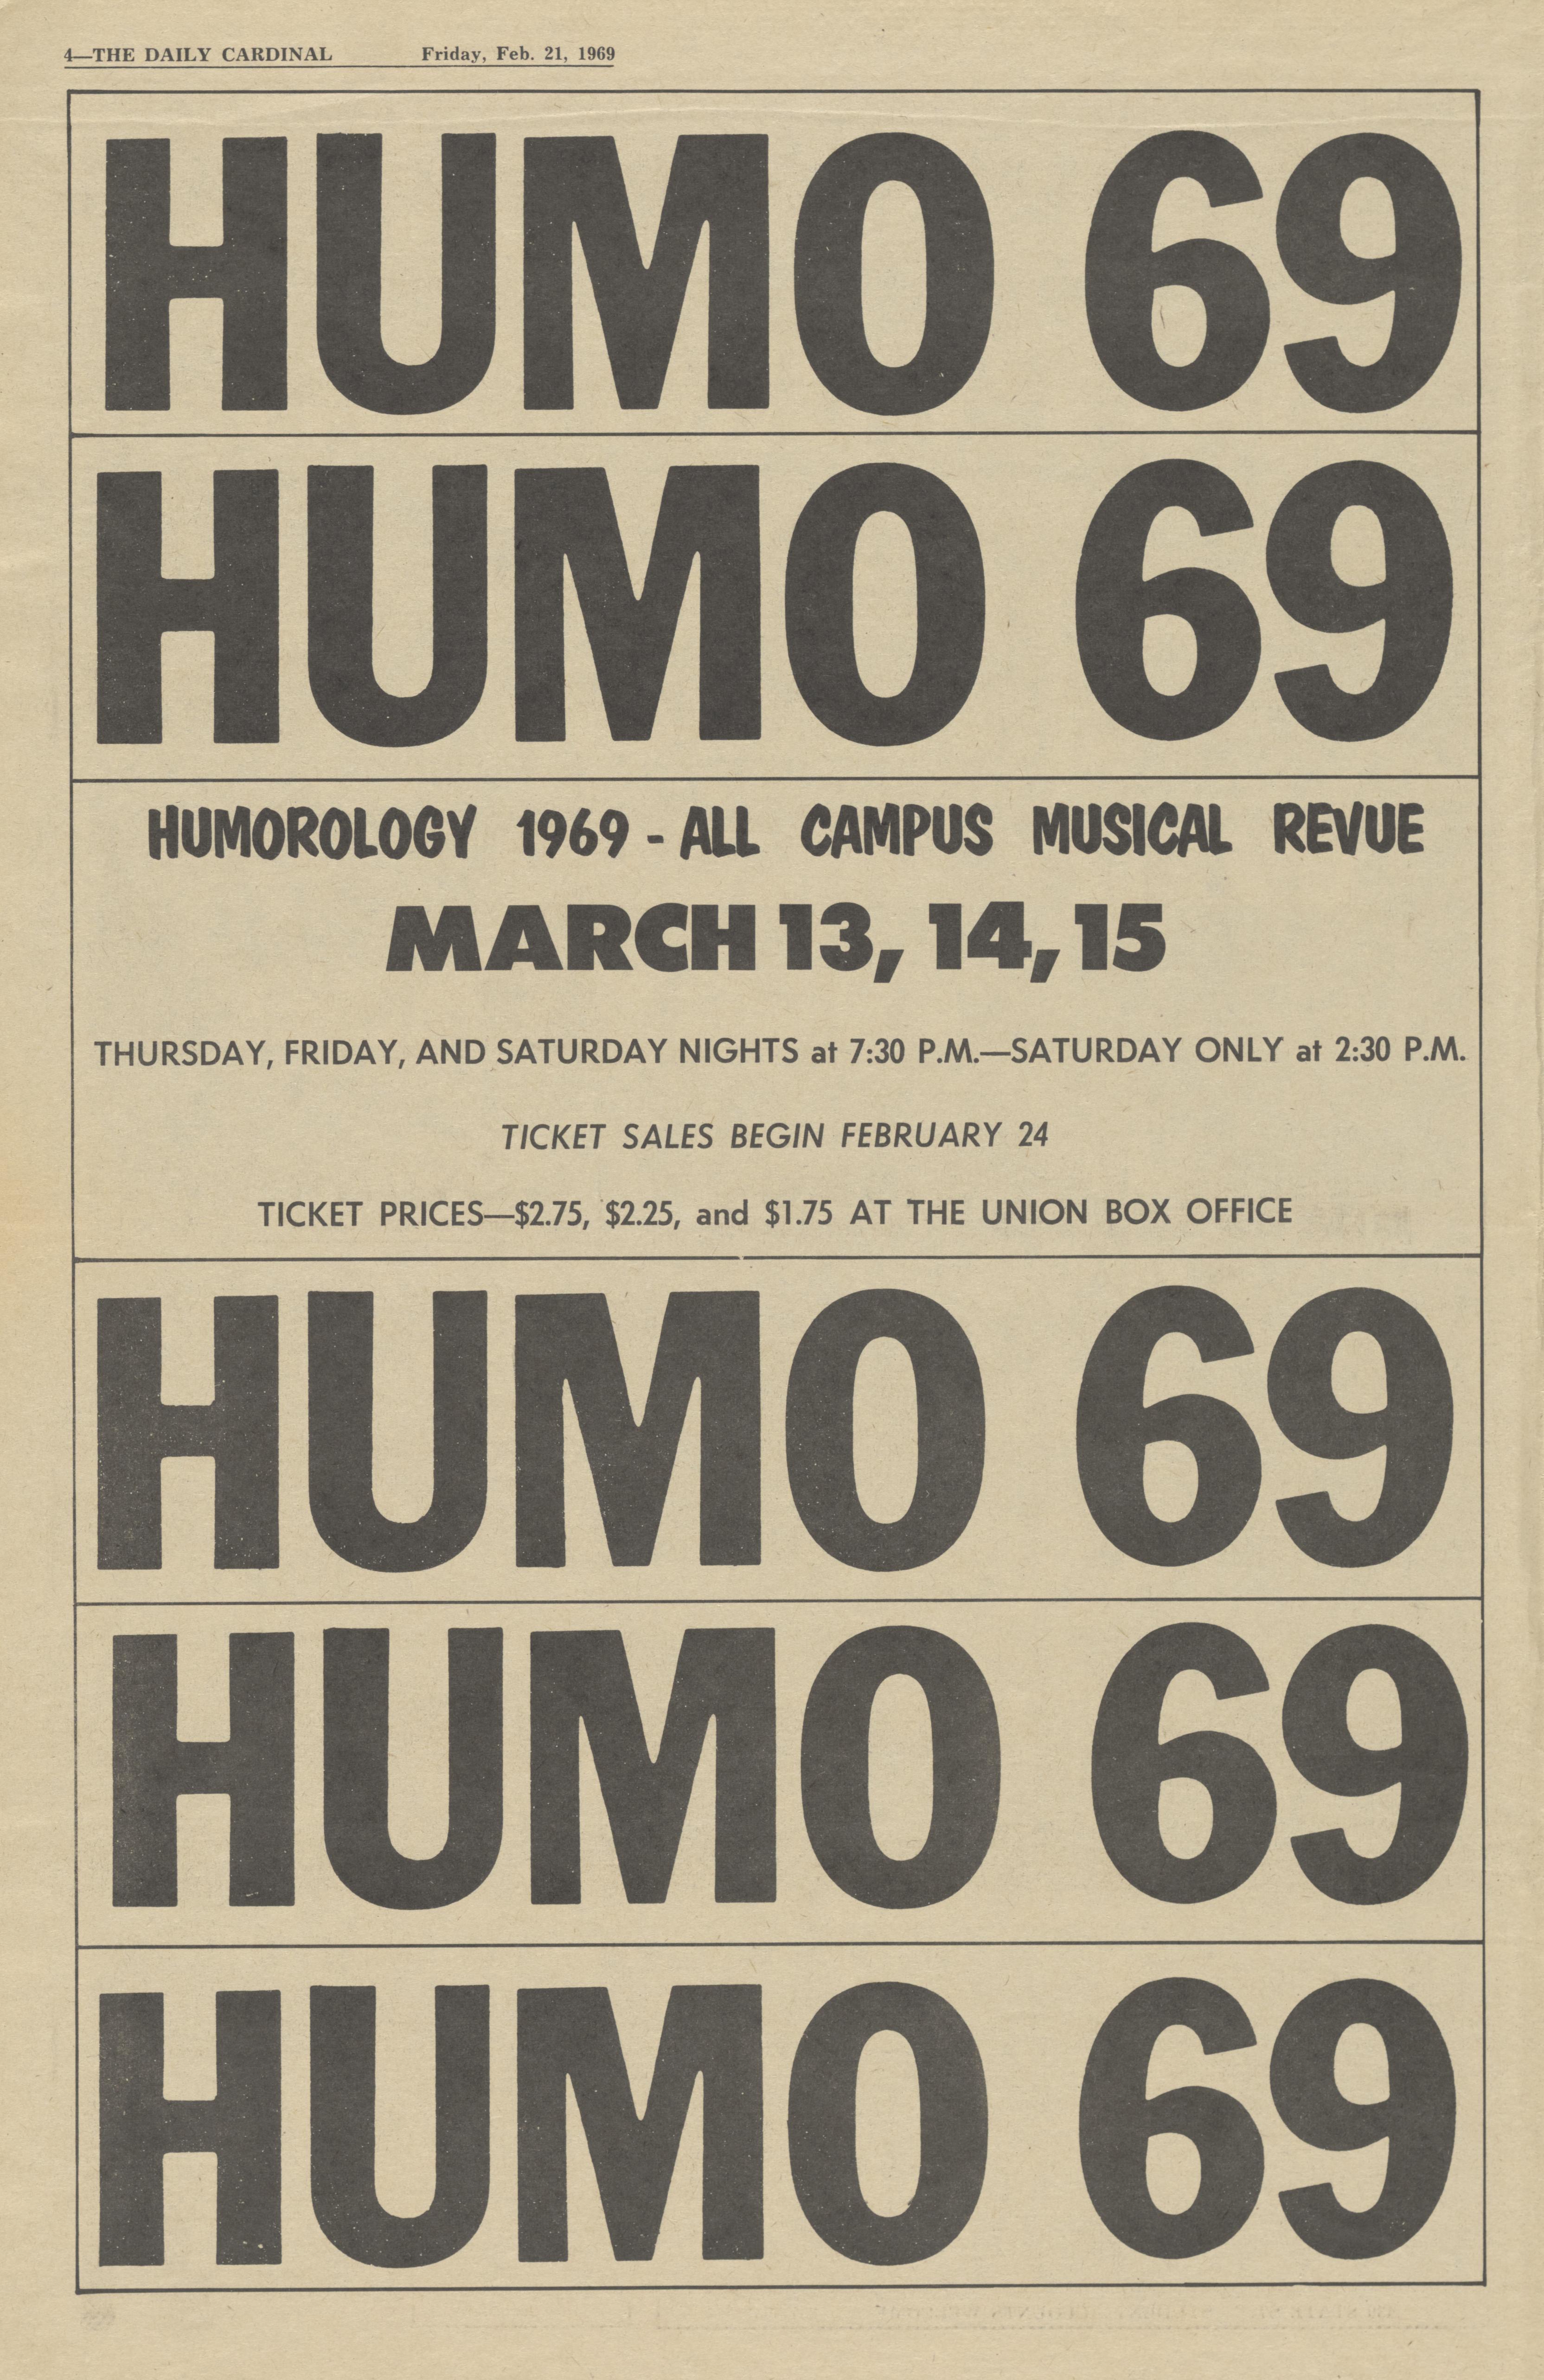 4—THE DAILY CARDINAL Friday, Feb. 21, 1969
HUMO 69
HUMO 69
HUMOROLOGY 1969 - ALL CAMPUS MUSICAL REVUE
MARCH 13, 14, 15
THURSDAY, FRIDAY, AND SATURDAY NIGHTS at 7:30 P.M.—SATURDAY ONLY at 2:30 P.M.
TICKET SALES BEGIN FEBRUARY 24
TICKET PRICES—$2.75, $2.25, and $1.75 AT THE UNION BOX OFFICE
HUMO 69
HUMO 69
HUMO 69